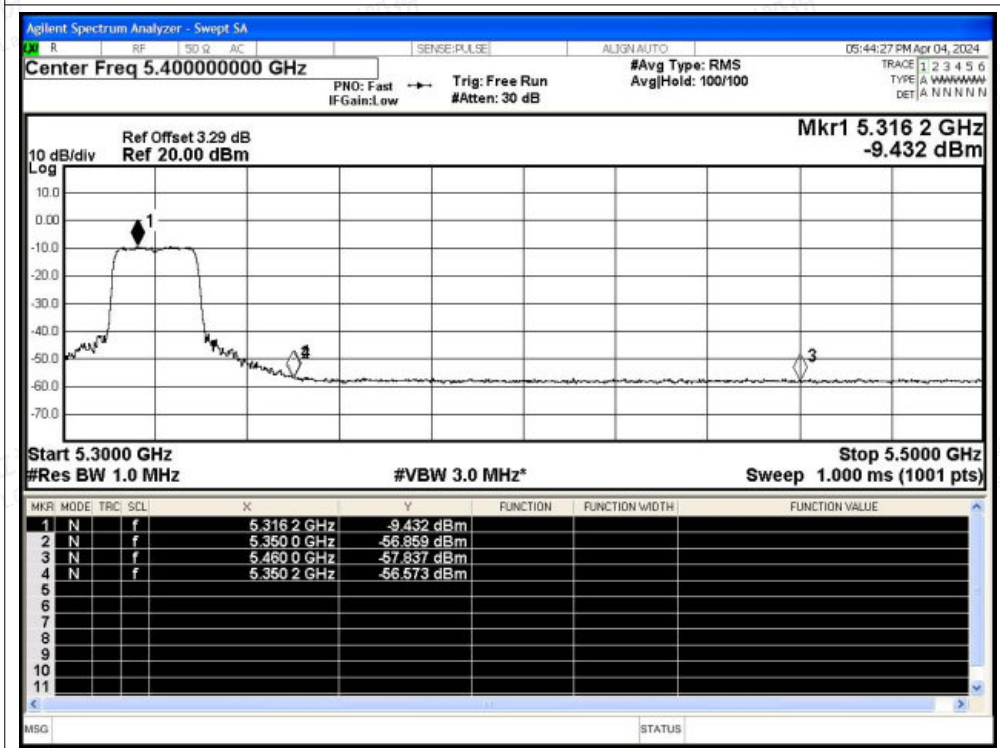 Agilent Spectrum Analyzer - Swept SA
LXI R RF 50 Ω AC SENSE:PULSE ALIGN AUTO 05:44:27 PM Apr 04, 2024
Center Freq 5.400000000 GHz
PNO: Fast
IFGain:Low
Trig: Free Run
#Atten: 30 dB
#Avg Type: RMS
Avg|Hold: 100/100
TRACE 1 2 3 4 5 6
TYPE A WWWWW
DET A N N N N N
Ref Offset 3.29 dB
Ref 20.00 dBm
10 dB/div
Log
Mkr1 5.316 2 GHz
-9.432 dBm
10.0
0.00
-10.0
-20.0
-30.0
-40.0
-50.0
-60.0
-70.0
1
3
Start 5.3000 GHz
#Res BW 1.0 MHz
#VBW 3.0 MHz*
Stop 5.5000 GHz
Sweep 1.000 ms (1001 pts)
MKR MODE TRC SCL X Y FUNCTION FUNCTION WIDTH FUNCTION VALUE
1 N f 5.316 2 GHz -9.432 dBm
2 N f 5.350 0 GHz -56.859 dBm
3 N f 5.460 0 GHz -57.837 dBm
4 N f 5.350 2 GHz -56.573 dBm
5
6
7
8
9
10
11
MSG STATUS